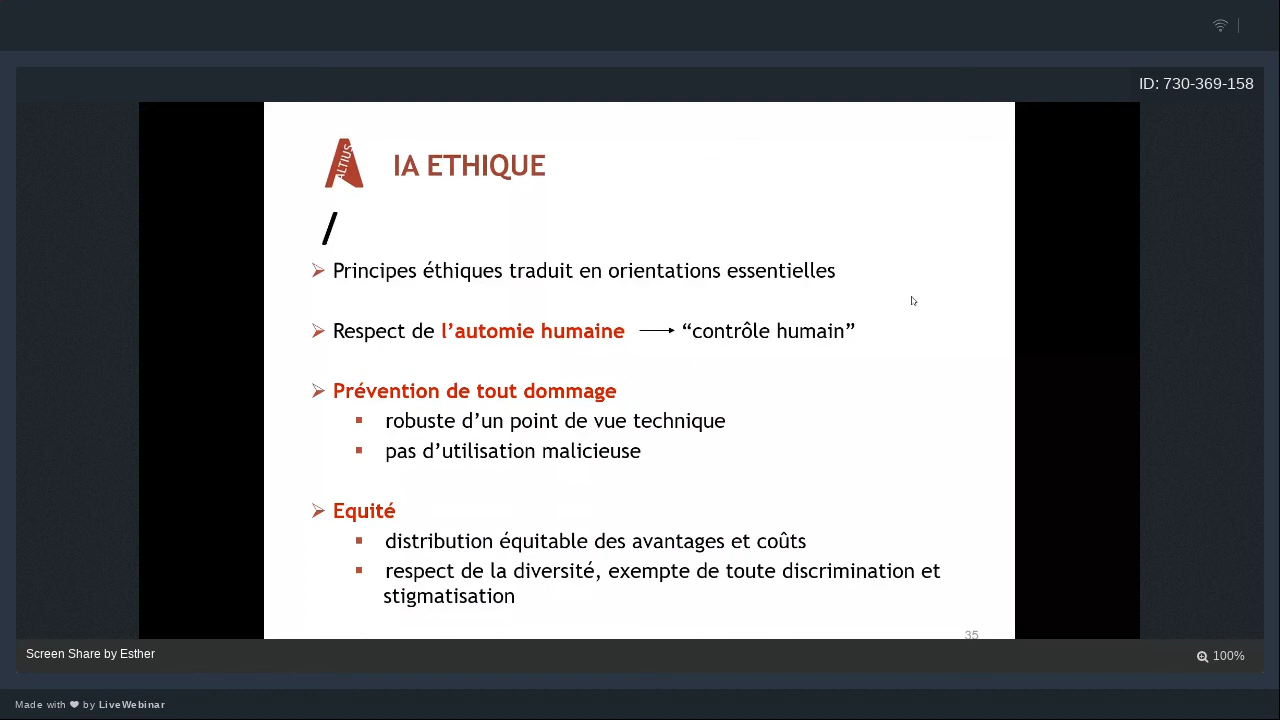 ID: 730-369-158
ALTIUS
IA ETHIQUE
/
Principes éthiques traduit en orientations essentielles
Respect de l’automie humaine → “contrôle humain”
Prévention de tout dommage
robuste d’un point de vue technique
pas d’utilisation malicieuse
Equité
distribution équitable des avantages et coûts
respect de la diversité, exempte de toute discrimination et
stigmatisation
35
Screen Share by Esther
100%
Made with ❤ by LiveWebinar